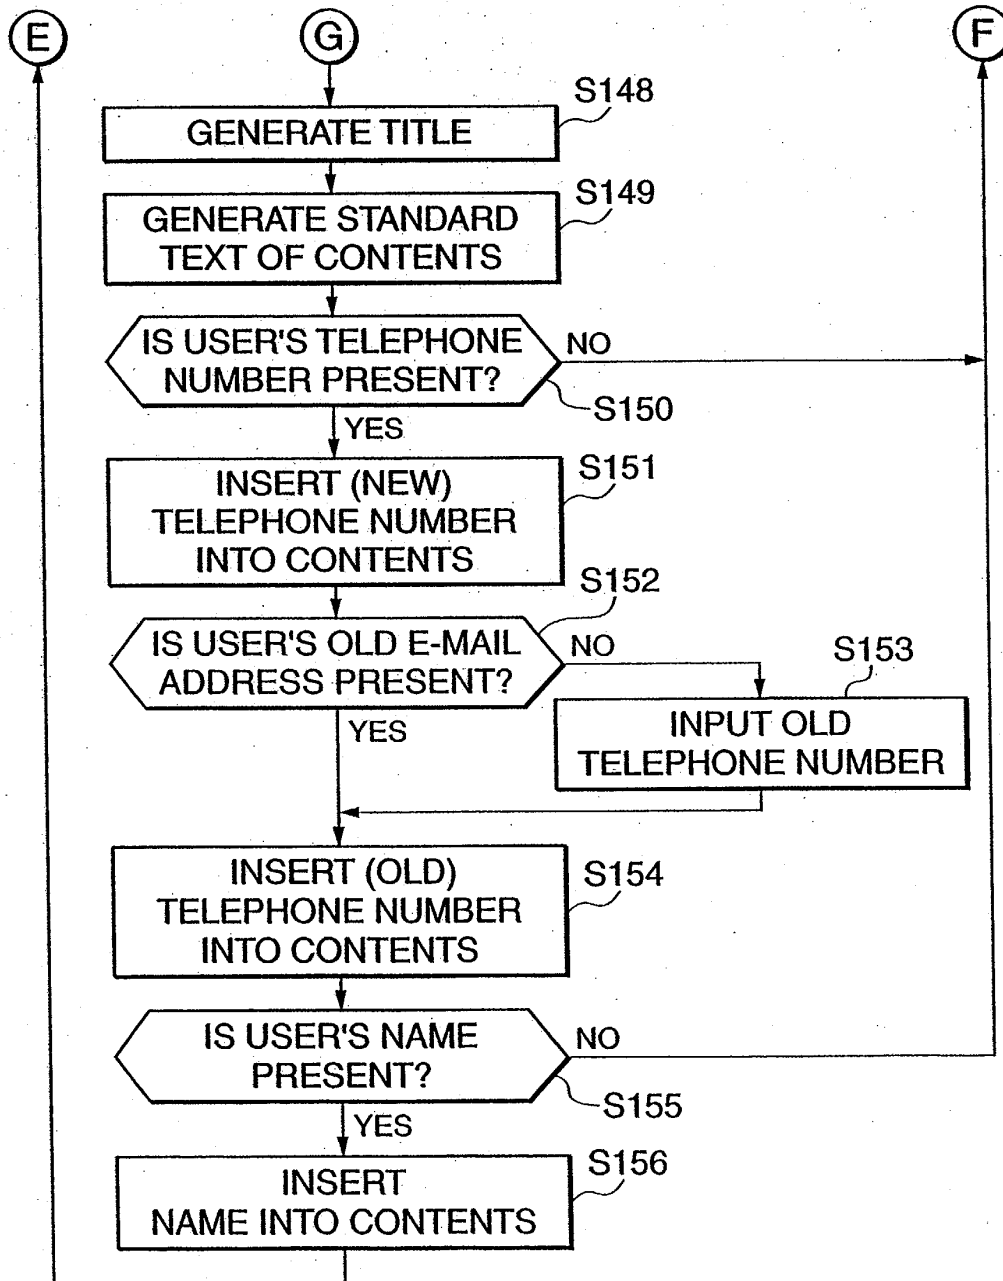 E
G
F
S148
GENERATE TITLE
S149
GENERATE STANDARD
TEXT OF CONTENTS
IS USER'S TELEPHONE
NUMBER PRESENT?
NO
S150
YES
S151
INSERT (NEW)
TELEPHONE NUMBER
INTO CONTENTS
S152
IS USER'S OLD E-MAIL
ADDRESS PRESENT?
NO
S153
YES
INPUT OLD
TELEPHONE NUMBER
INSERT (OLD)
TELEPHONE NUMBER
INTO CONTENTS
S154
IS USER'S NAME
PRESENT?
NO
S155
YES
S156
INSERT
NAME INTO CONTENTS